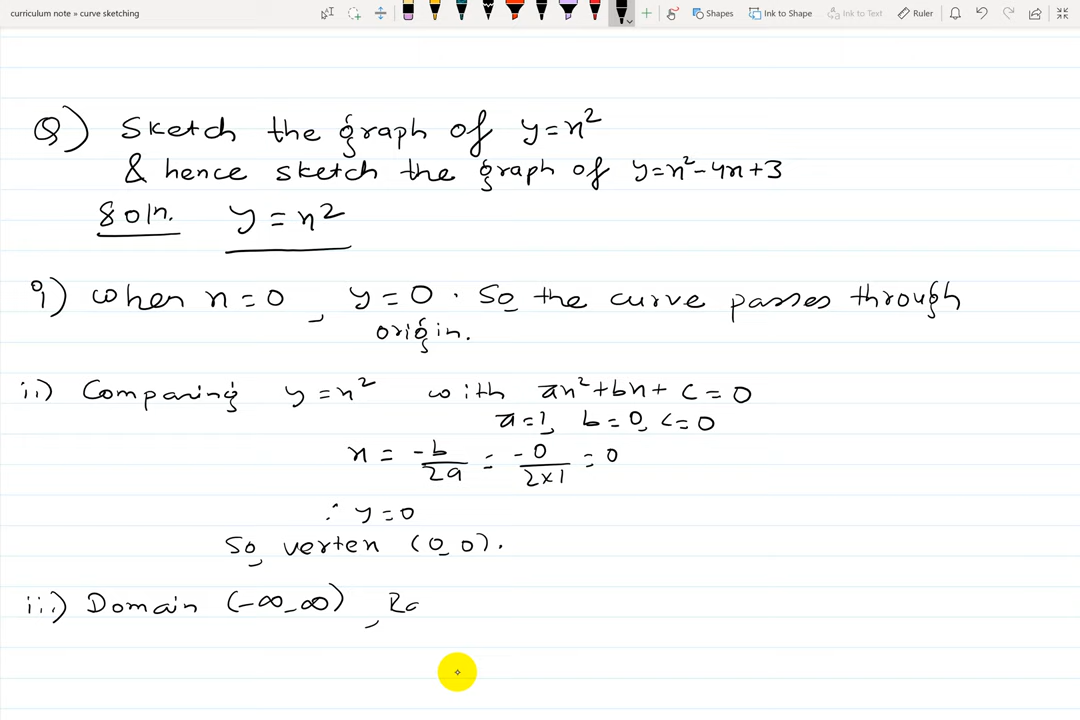 curriculum note » curve sketching
Shapes Ink to Shape Ink to Text Ruler
Q) Sketch the graph of y=x²
& hence sketch the graph of y=x²-4x+3
Soln. y = x²
i) when x=0, y=0. So the curve passes through
origin.
ii) Comparing y=x² with ax²+bx+c=0
a=1, b=0, c=0
x = -b/2a = -0/2×1 = 0
∴ y=0
So, vertex (0,0).
iii) Domain (-∞,∞), Ra